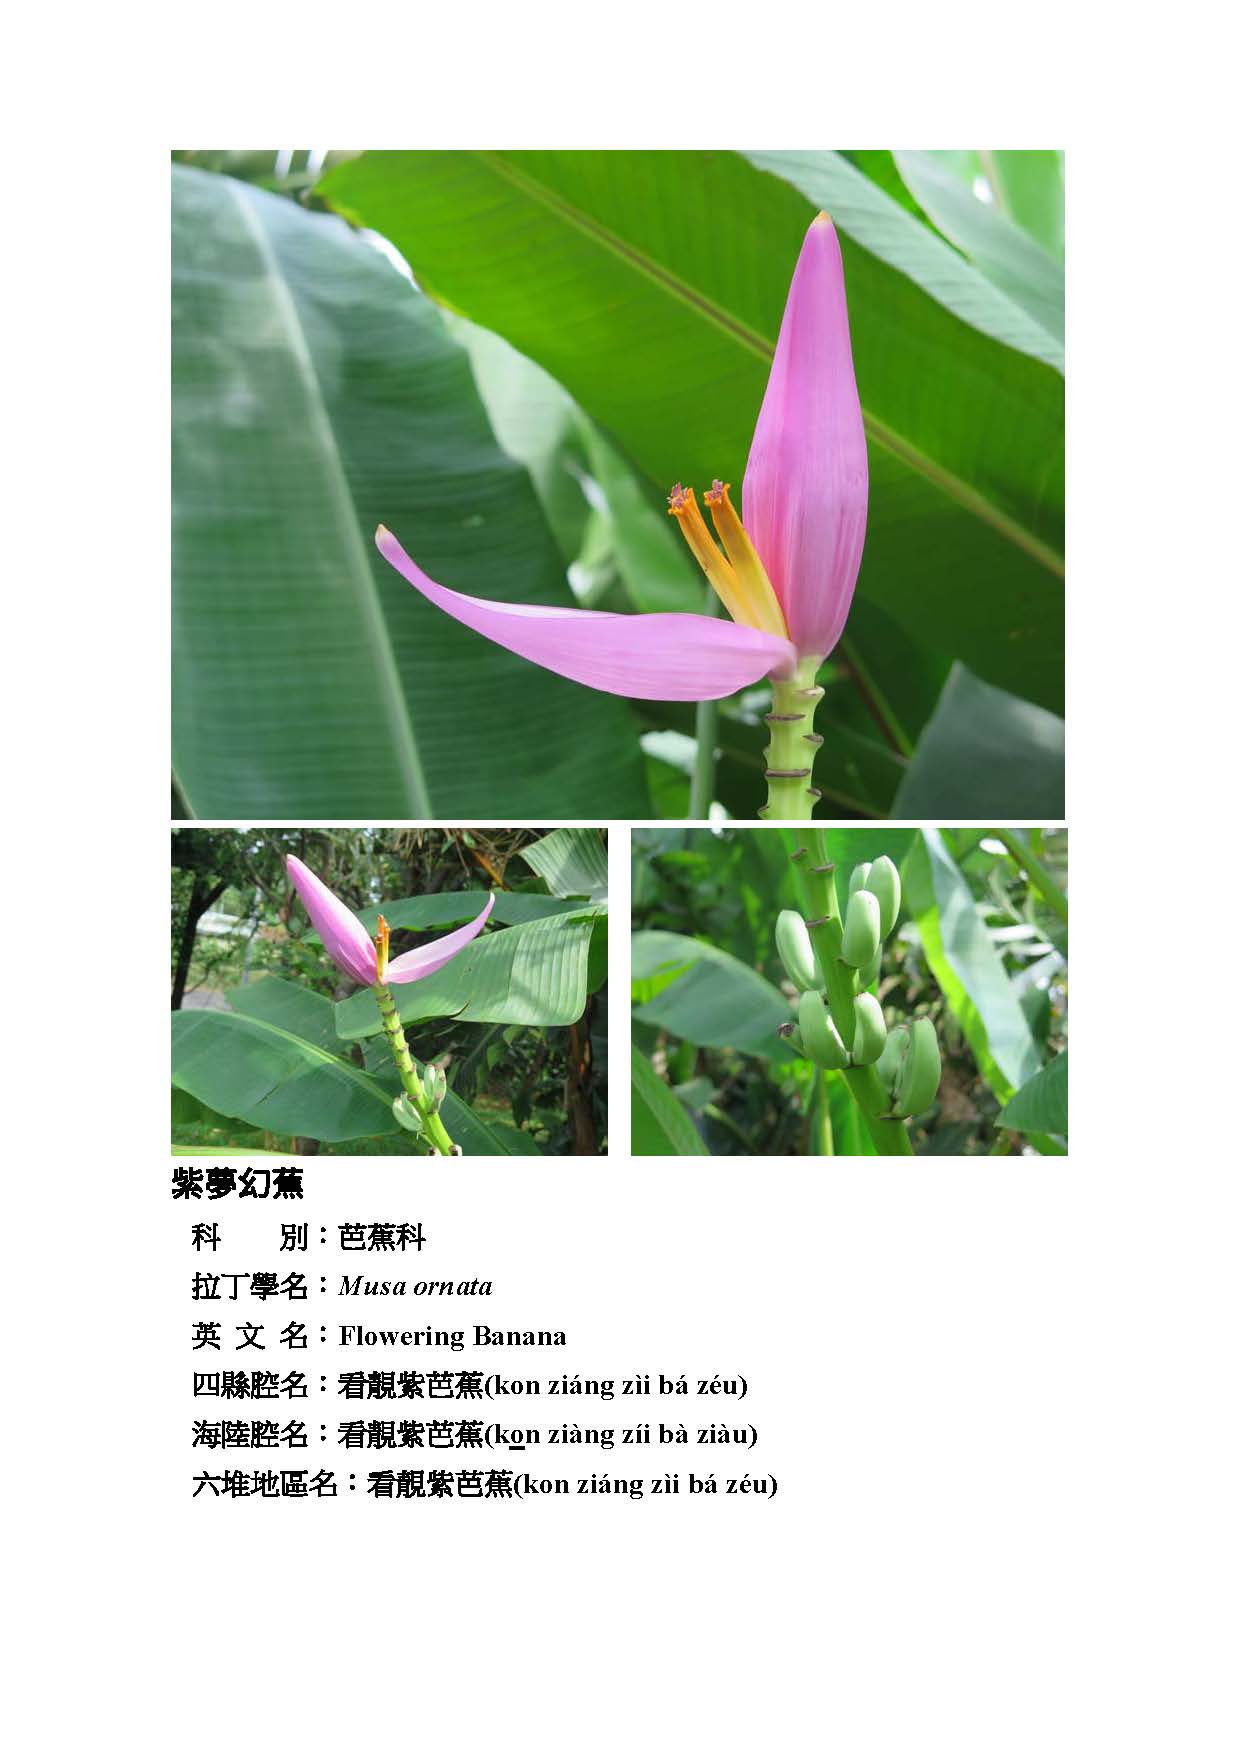 紫夢幻蕉
科　　別：芭蕉科
拉丁學名：Musa ornata
英 文 名：Flowering Banana
四縣腔名：看靚紫芭蕉(kon ziáng zìi bá zéu)
海陸腔名：看靚紫芭蕉(kon ziàng zíi bà ziàu)
六堆地區名：看靚紫芭蕉(kon ziáng zìi bá zéu)